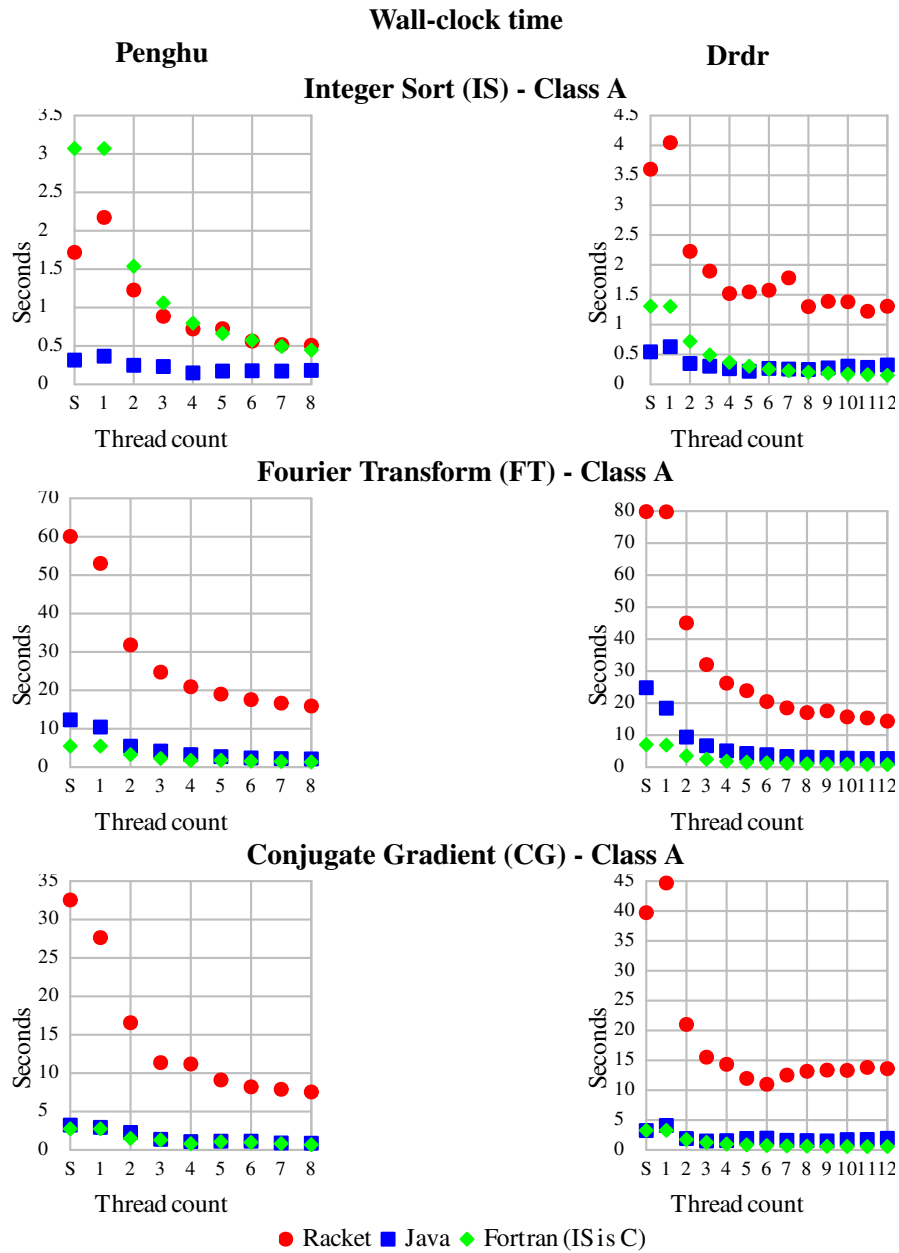 Wall-clock time
Penghu Drdr
Integer Sort (IS) - Class A
3.5
3
2.5
2
1.5
1
0.5
0
Seconds
S 1 2 3 4 5 6 7 8
Thread count
4.5
4
3.5
3
2.5
2
1.5
1
0.5
0
Seconds
S 1 2 3 4 5 6 7 8 9 10 11 12
Thread count
Fourier Transform (FT) - Class A
70
60
50
40
30
20
10
0
Seconds
S 1 2 3 4 5 6 7 8
Thread count
80
70
60
50
40
30
20
10
0
Seconds
S 1 2 3 4 5 6 7 8 9 10 11 12
Thread count
Conjugate Gradient (CG) - Class A
35
30
25
20
15
10
5
0
Seconds
S 1 2 3 4 5 6 7 8
Thread count
45
40
35
30
25
20
15
10
5
0
Seconds
S 1 2 3 4 5 6 7 8 9 10 11 12
Thread count
Racket Java Fortran (IS is C)